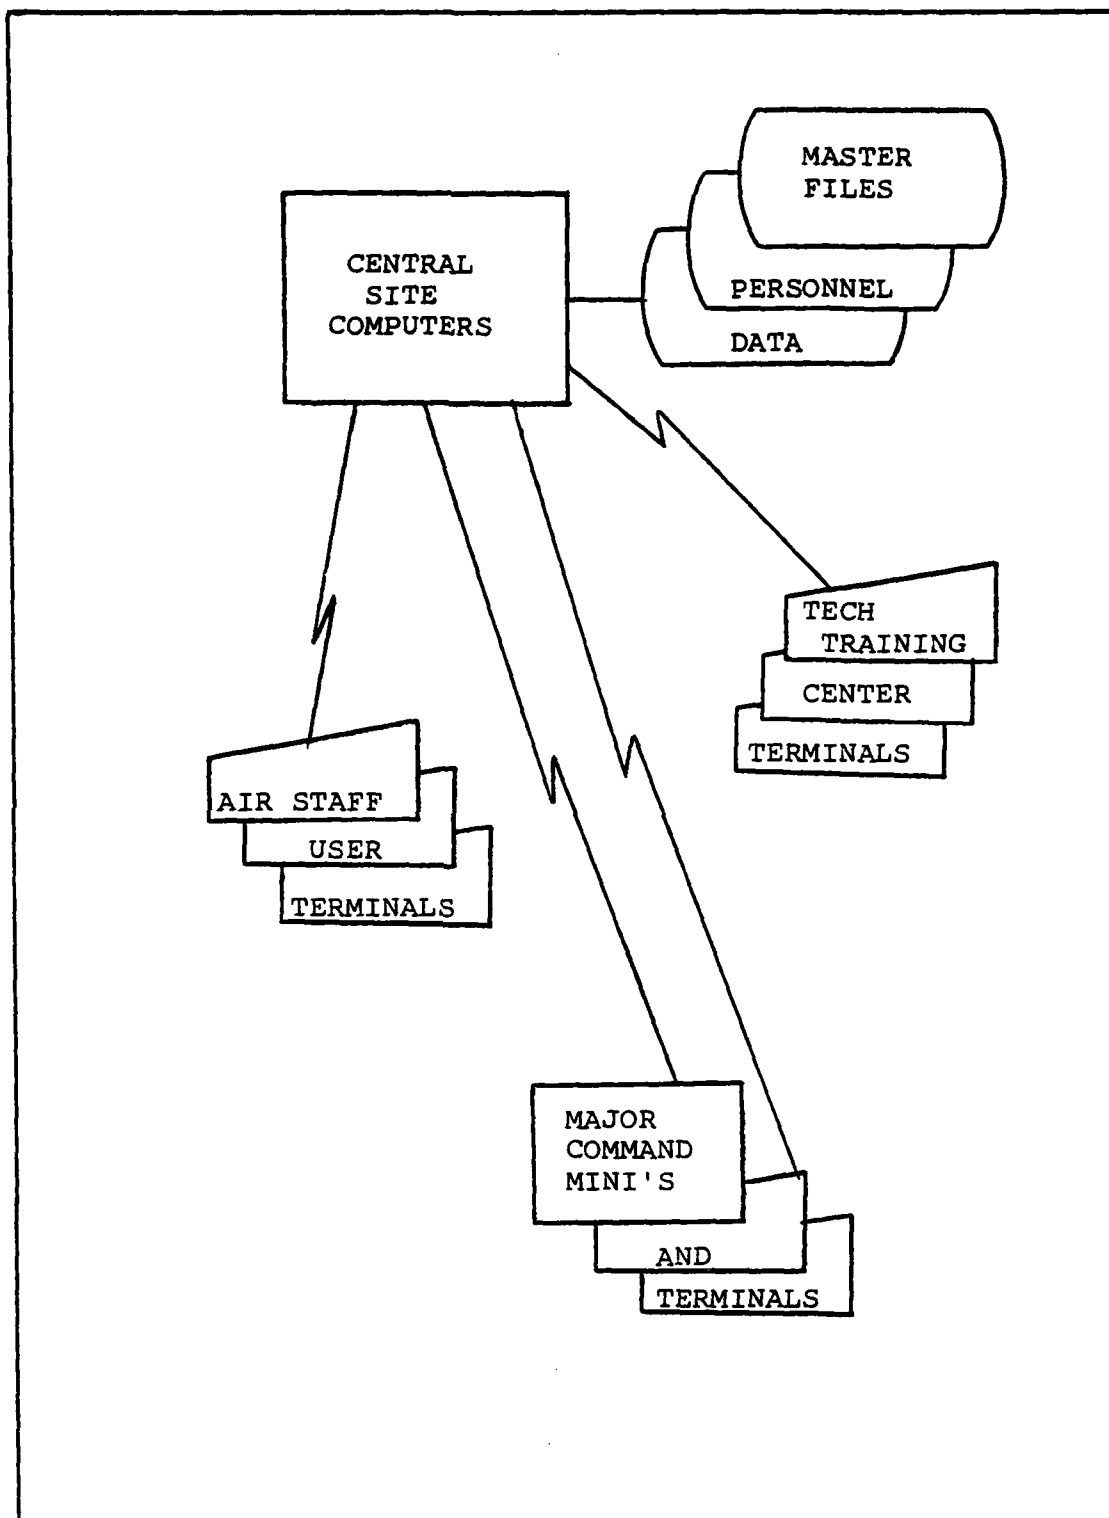 MASTER
FILES
PERSONNEL
DATA
CENTRAL
SITE
COMPUTERS
TECH
TRAINING
CENTER
TERMINALS
AIR STAFF
USER
TERMINALS
MAJOR
COMMAND
MINI'S
AND
TERMINALS